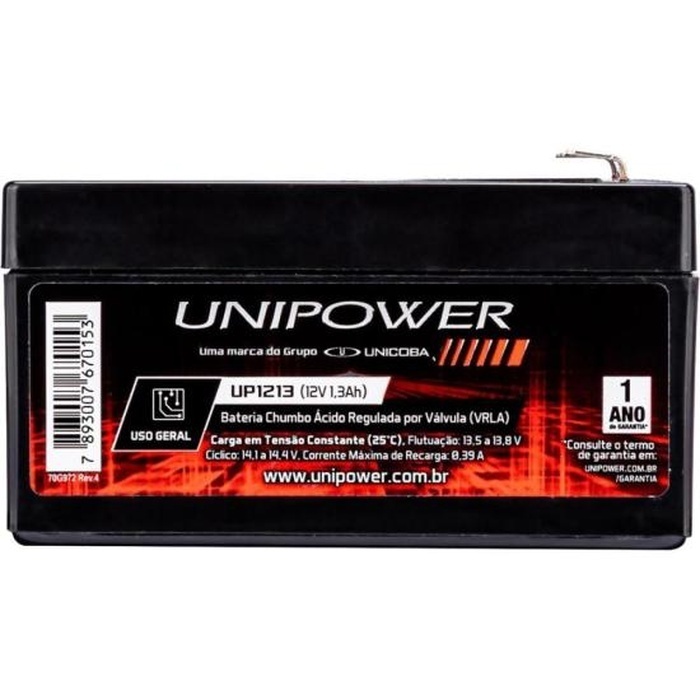 UNIPOWER
Uma marca do Grupo UNICOBA
UP1213 (12V 1,3Ah)
USO GERAL
Bateria Chumbo Ácido Regulada por Válvula (VRLA)
*Carga em Tensão Constante (25°C), Flutuação: 13,5 a 13,8 V
Cíclico: 14,1 a 14,4 V, Corrente Máxima de Recarga: 0,39 A
www.unipower.com.br
1
ANO
de GARANTIA*
*Consulte o termo
de garantia em:
UNIPOWER.COM.BR
/GARANTIA
7 893007 670153
70G972 Rev.4